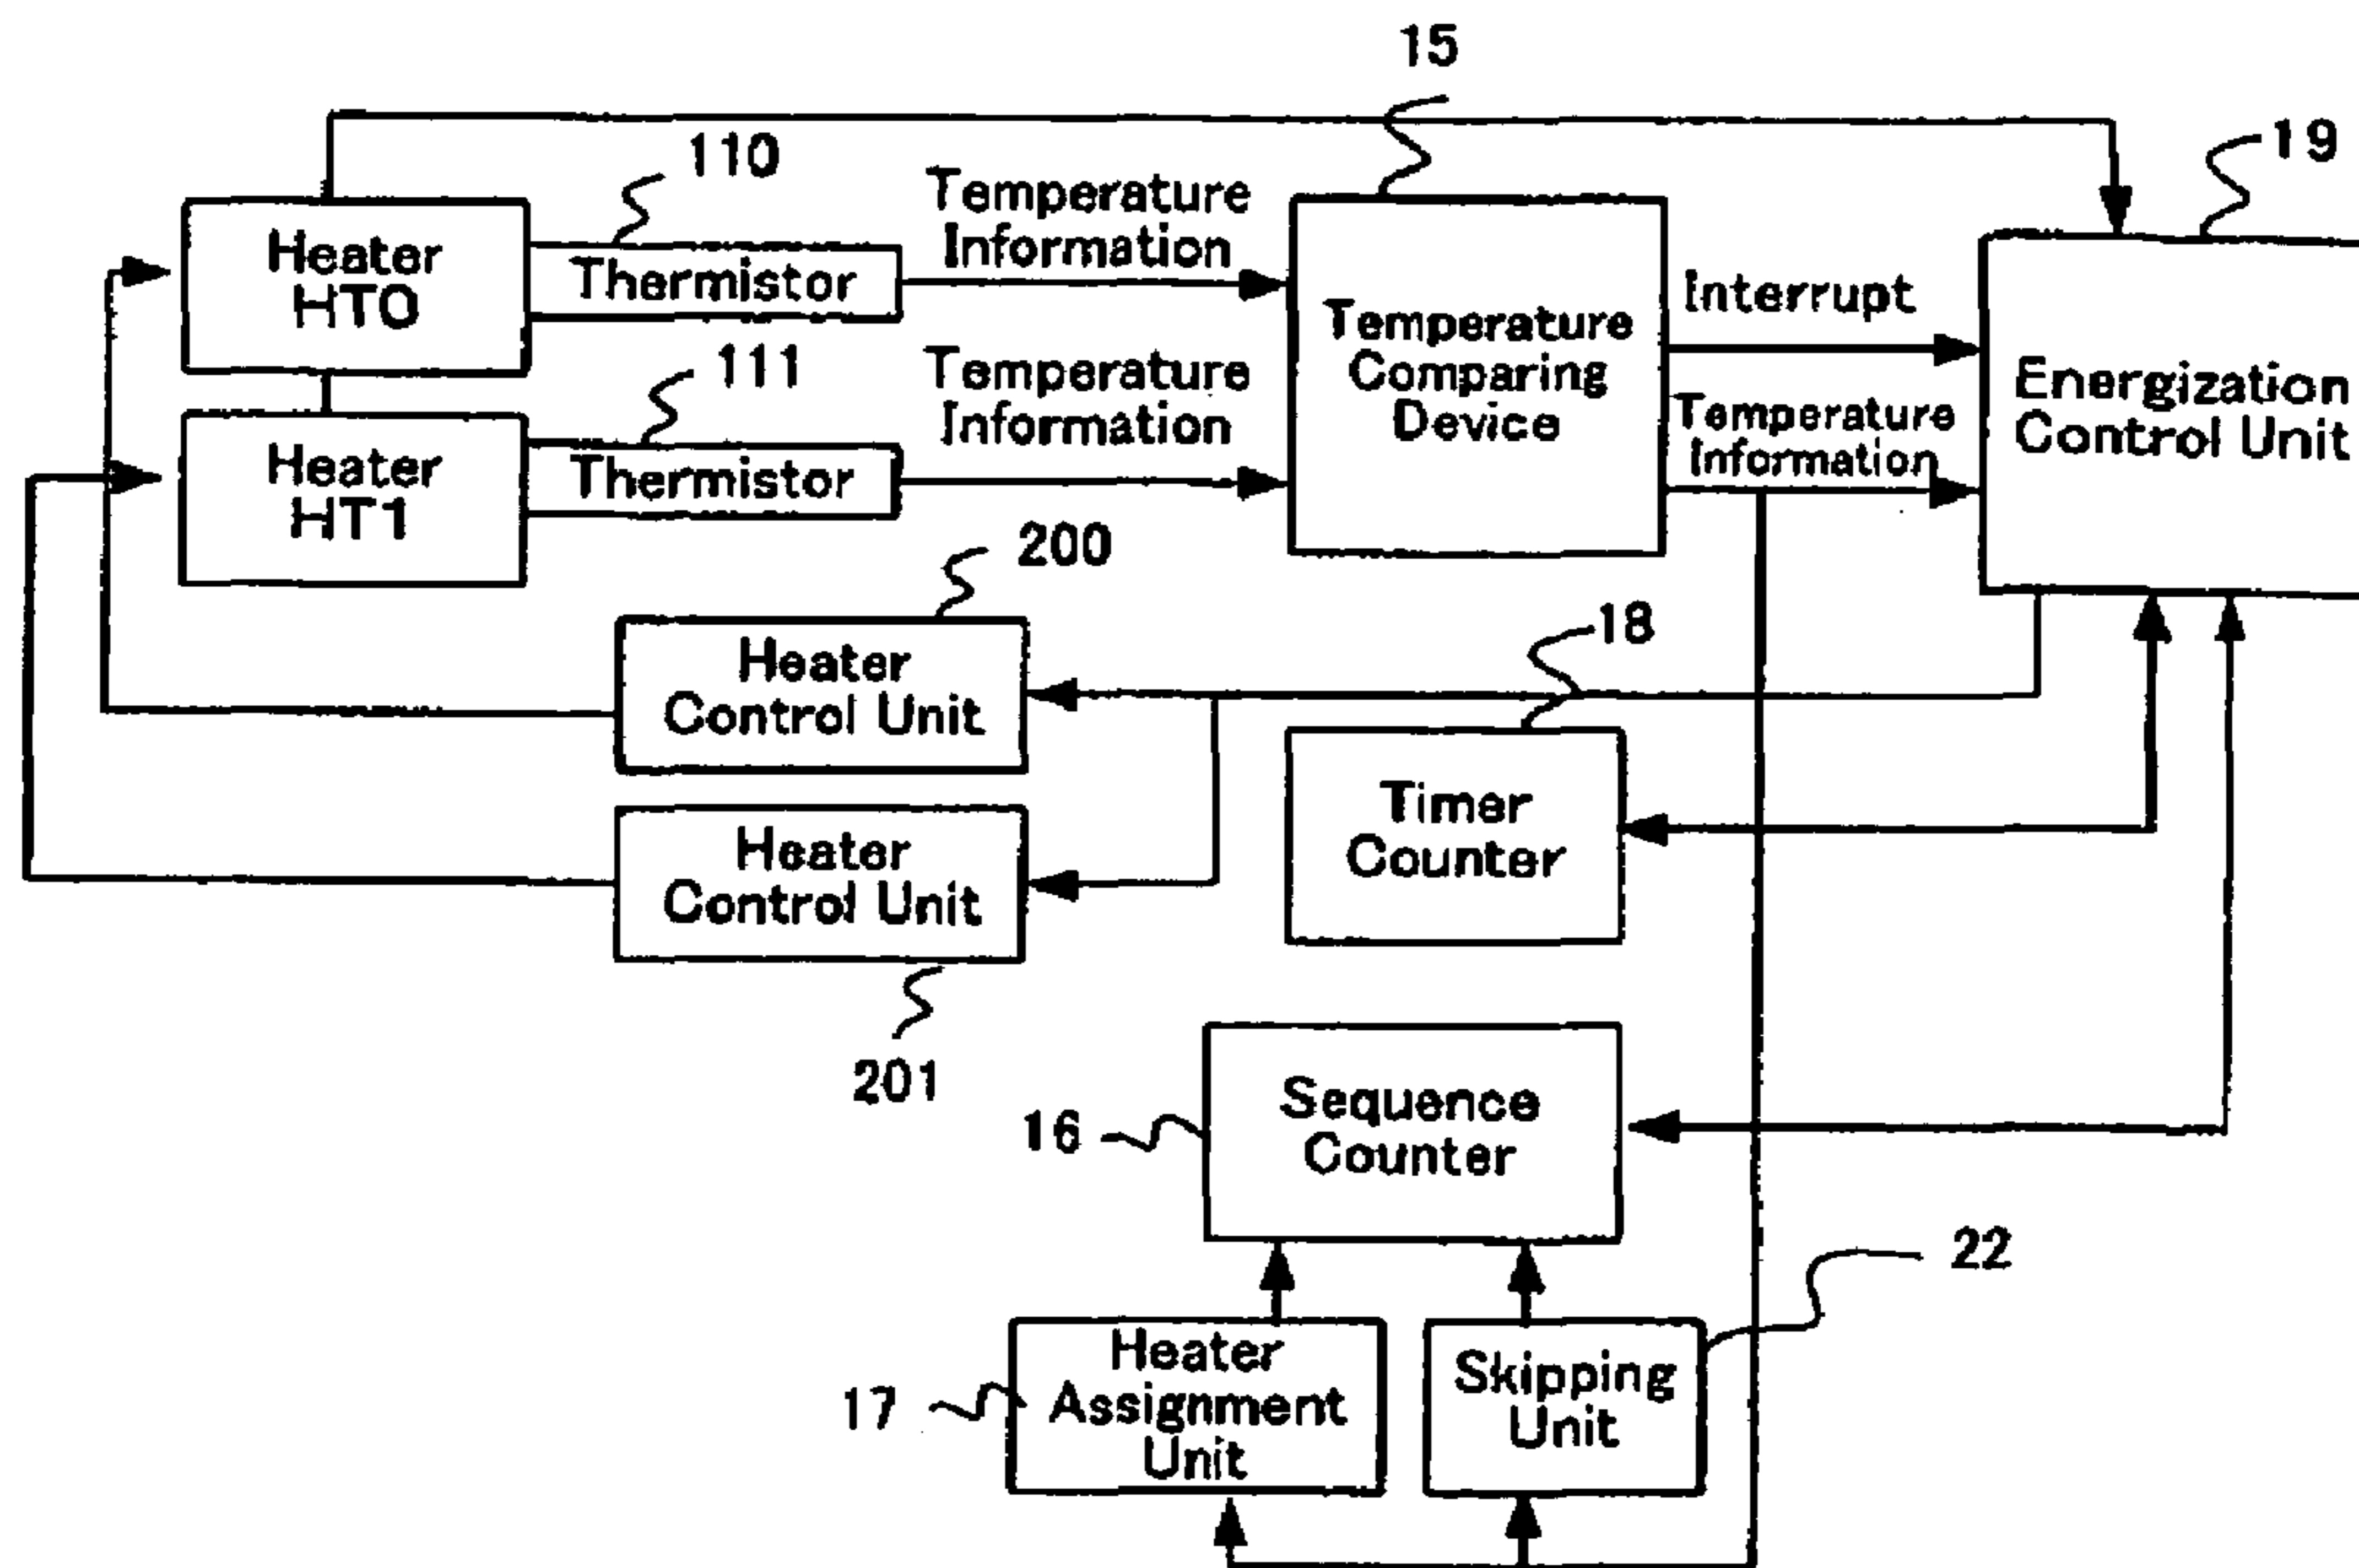 15
19
110
Temperature
Information
Heater
HT0
Thermistor
Interrupt
Temperature
Comparing
Device
111
Temperature
Information
Energization
Control Unit
Temperature
Information
Heater
HT1
Thermistor
200
18
Heater
Control Unit
Timer
Counter
Heater
Control Unit
201
16
Sequence
Counter
22
17
Heater
Assignment
Unit
Skipping
Unit